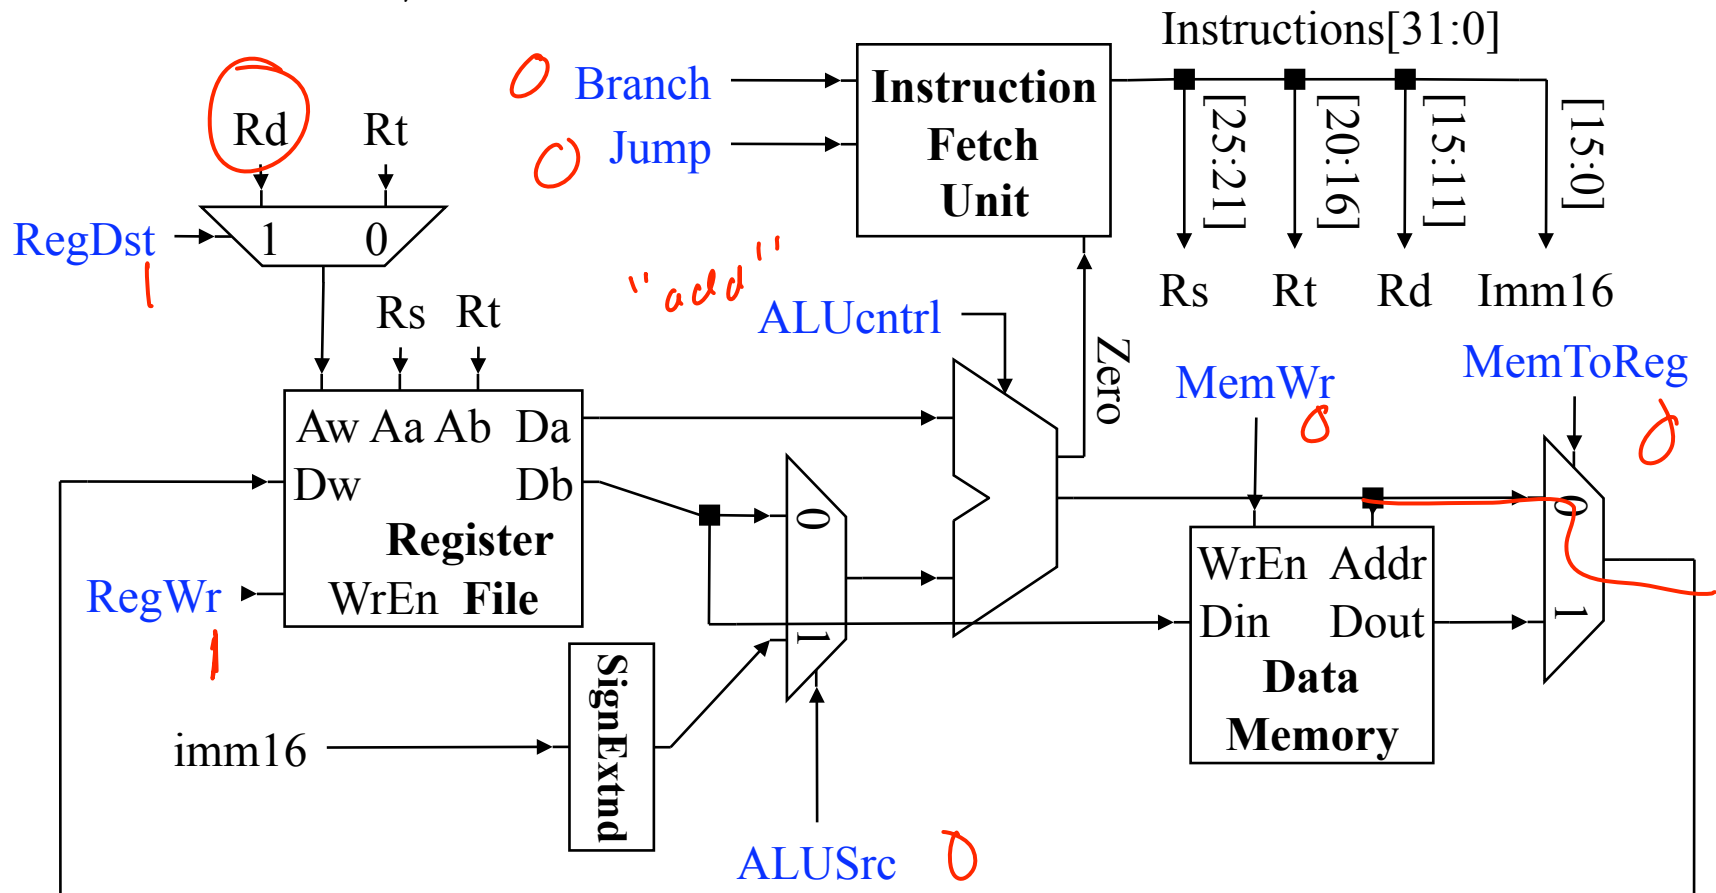 Instructions[31:0]
0 Branch
0 Jump
Instruction
Fetch
Unit
[25:21]
[20:16]
[15:11]
[15:0]
Rs Rt Rd Imm16
Rd Rt
RegDst
1
1 0
"add"
ALUcntrl
Zero
MemWr
0
MemToReg
0
Rs Rt
Aw Aa Ab Da
Dw Db
Register
WrEn File
RegWr
1
0
1
WrEn Addr
Din Dout
Data
Memory
0
1
imm16
SignExtnd
ALUSrc 0